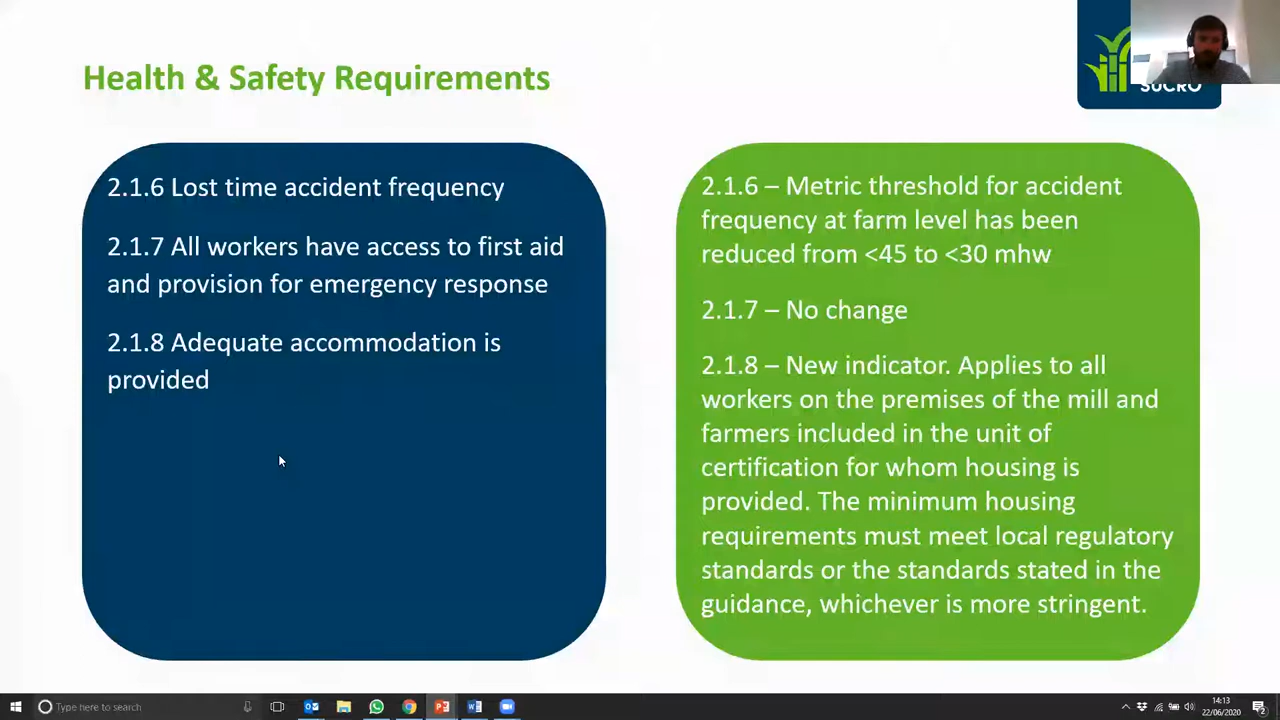 Health & Safety Requirements
SUCRO
2.1.6 Lost time accident frequency
2.1.7 All workers have access to first aid
and provision for emergency response
2.1.8 Adequate accommodation is
provided
2.1.6 – Metric threshold for accident
frequency at farm level has been
reduced from <45 to <30 mhw
2.1.7 – No change
2.1.8 – New indicator. Applies to all
workers on the premises of the mill and
farmers included in the unit of
certification for whom housing is
provided. The minimum housing
requirements must meet local regulatory
standards or the standards stated in the
guidance, whichever is more stringent.
Type here to search
14:13
22/06/2020